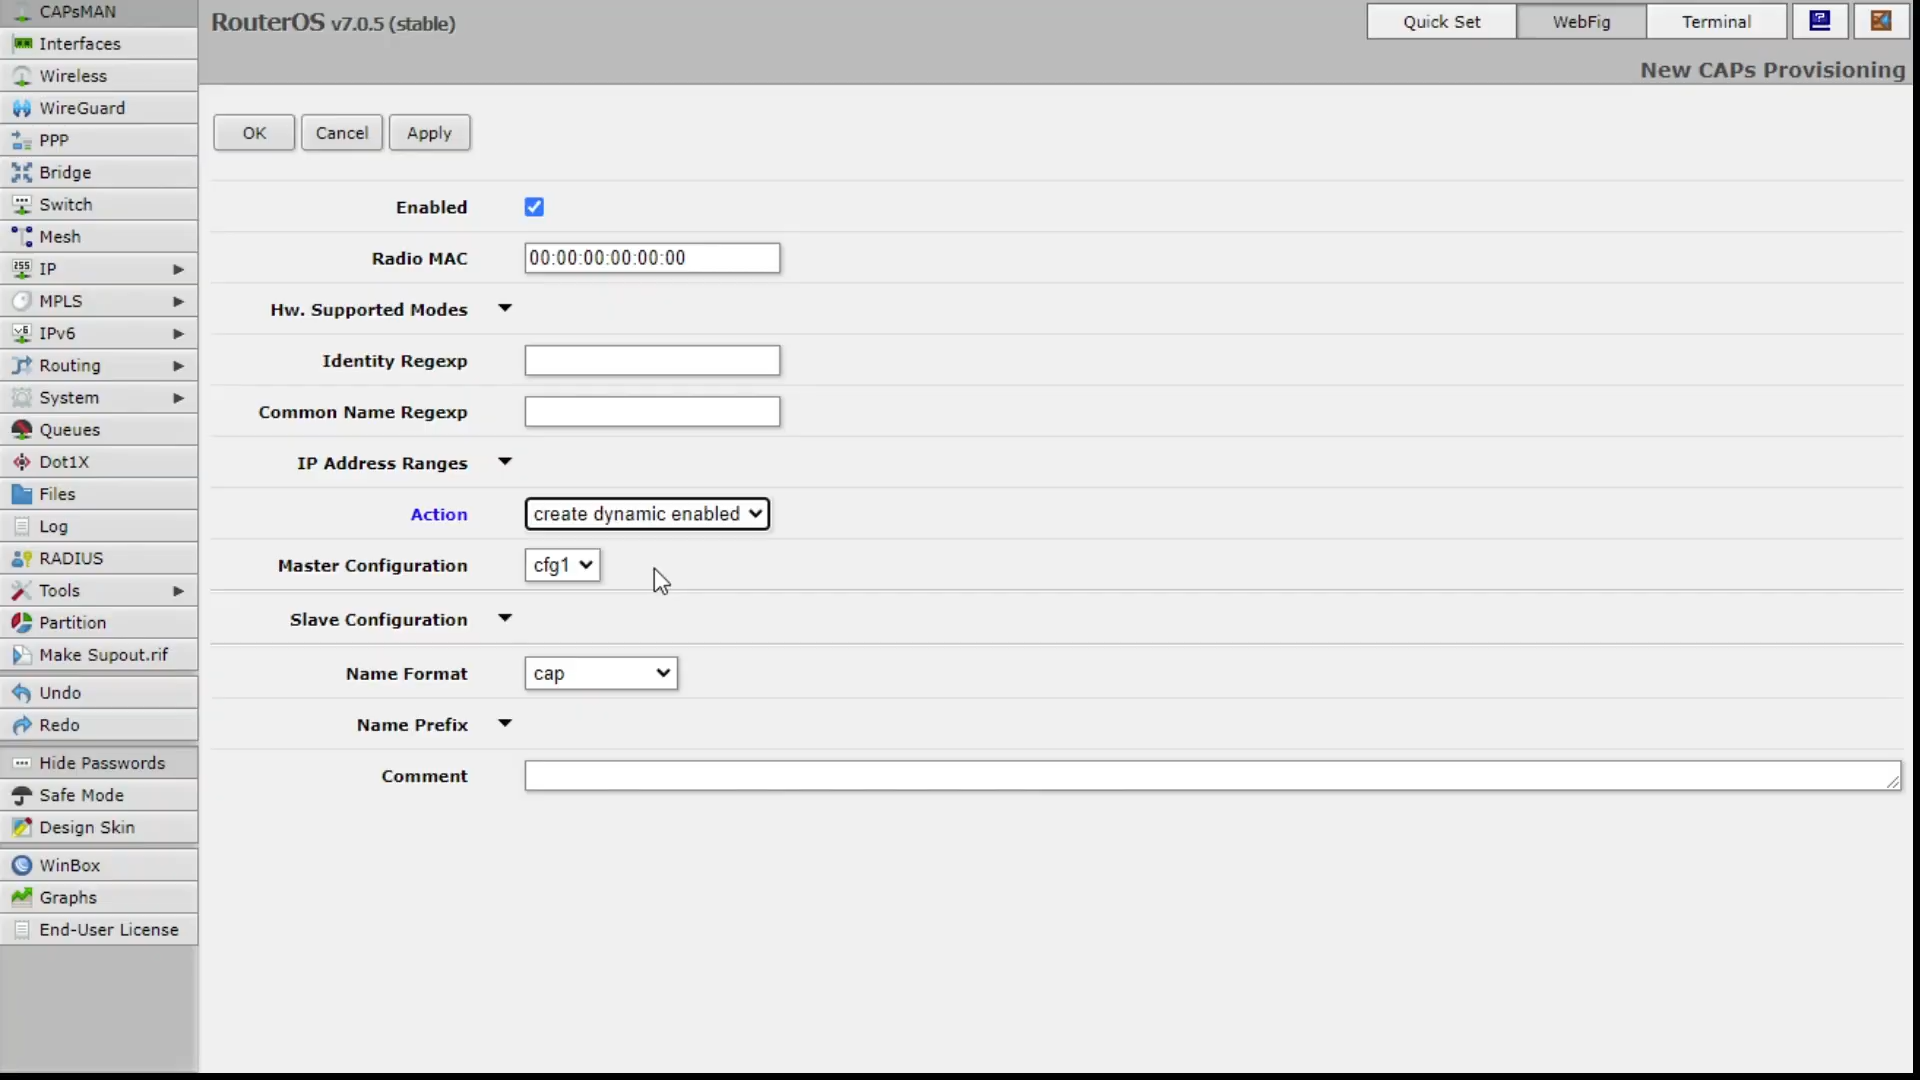 CAPsMAN
Interfaces
Wireless
WireGuard
PPP
Bridge
Switch
Mesh
255 IP
MPLS
v6 IPv6
Routing
System
Queues
Dot1X
Files
Log
RADIUS
Tools
Partition
Make Supout.rif
Undo
Redo
Hide Passwords
Safe Mode
Design Skin
WinBox
Graphs
End-User License
RouterOS v7.0.5 (stable)
Quick Set WebFig Terminal
New CAPs Provisioning
OK Cancel Apply
Enabled
Radio MAC 00:00:00:00:00:00
Hw. Supported Modes
Identity Regexp
Common Name Regexp
IP Address Ranges
Action create dynamic enabled
Master Configuration cfg1
Slave Configuration
Name Format cap
Name Prefix
Comment